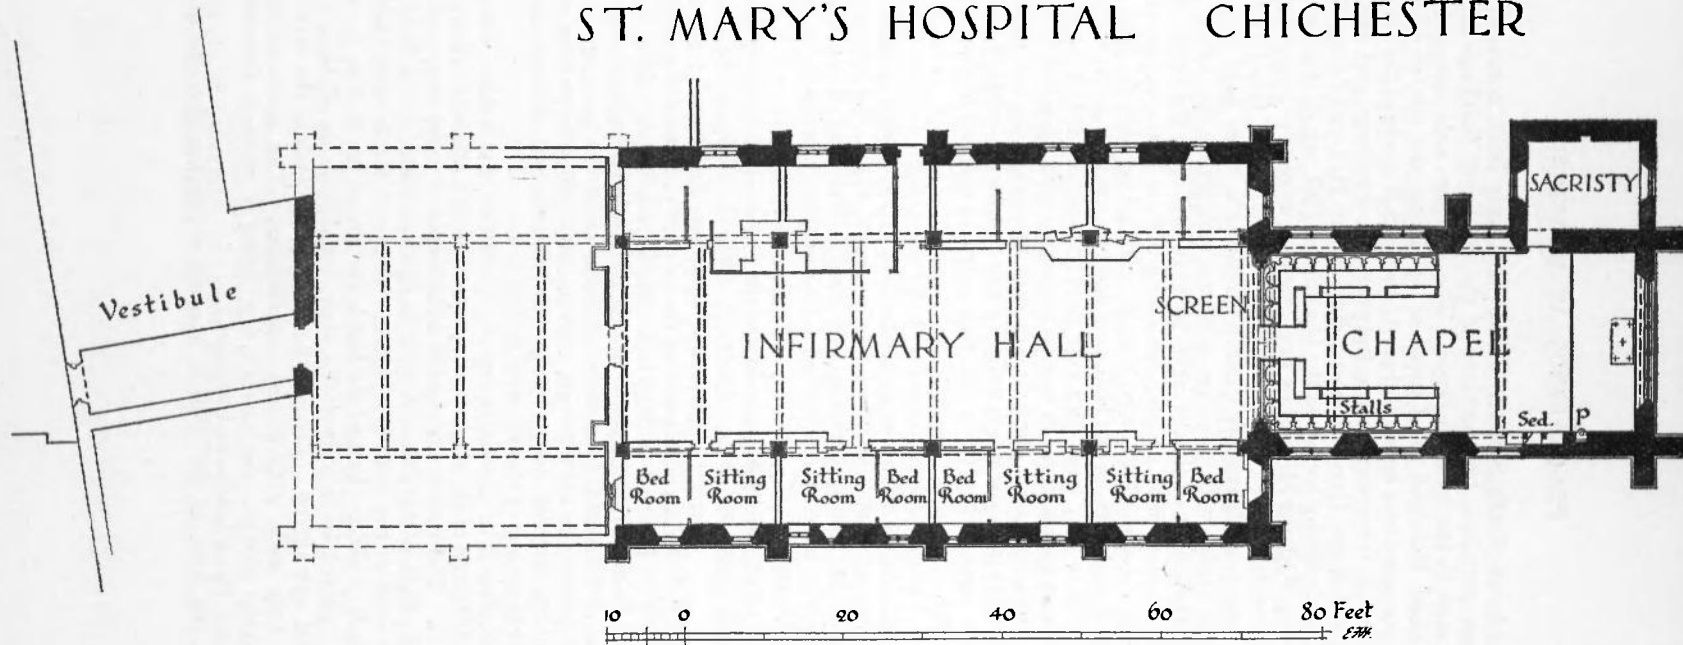 ST. MARY'S HOSPITAL CHICHESTER
SACRISTY
Vestibule
SCREEN
INFIRMARY HALL
CHAPEL
Stalls
Sed.
P
Bed Room
Sitting Room
Sitting Room
Bed Room
Bed Room
Sitting Room
Sitting Room
Bed Room
10 0 20 40 60 80 Feet